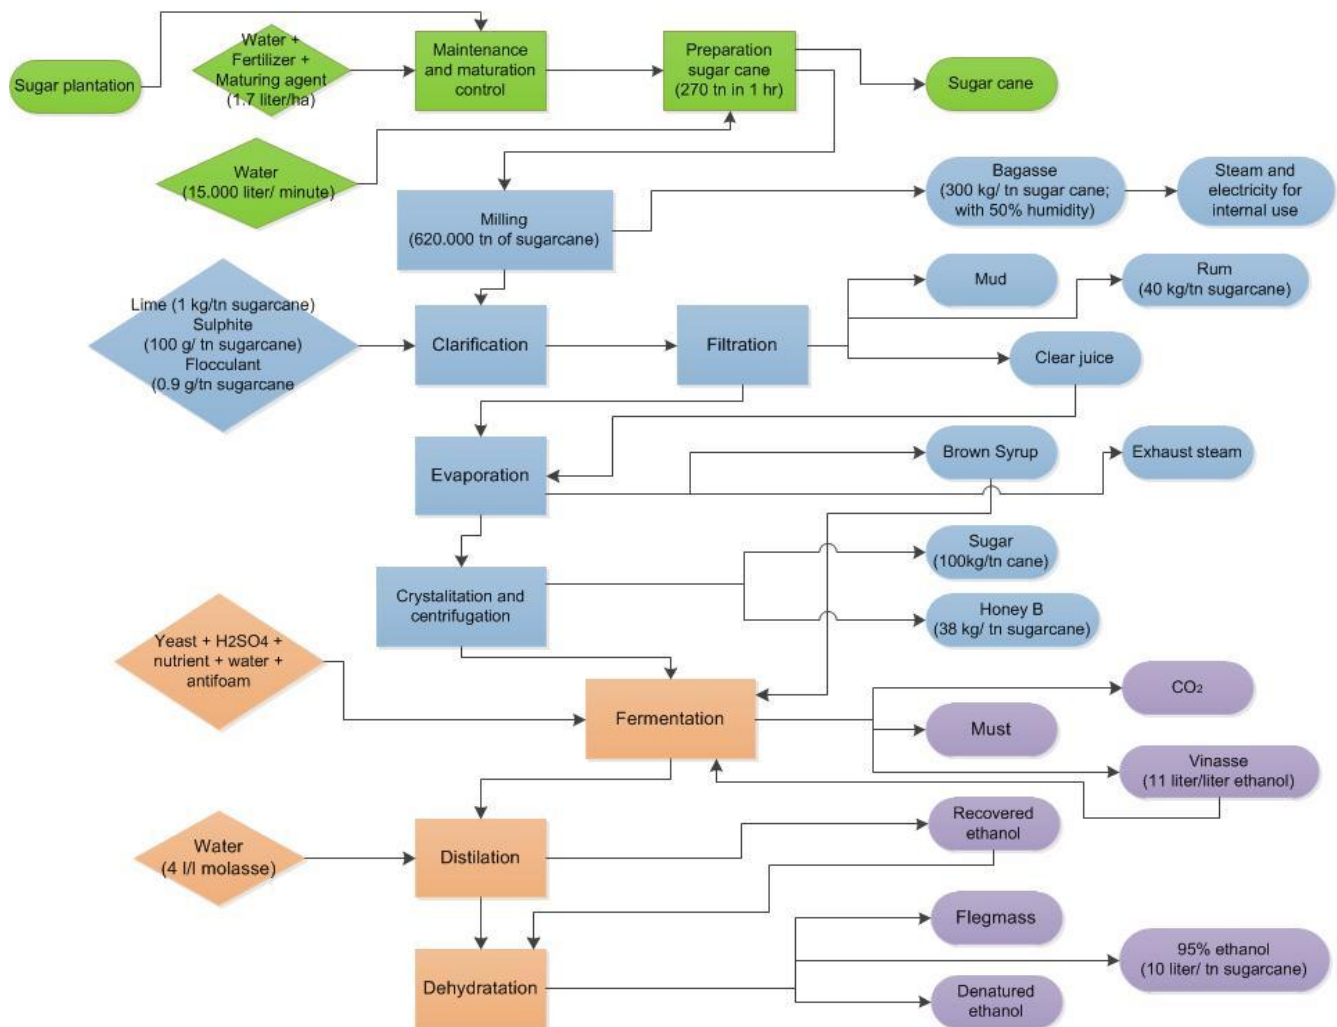 Sugar plantation
Water +
Fertilizer +
Maturing agent
(1.7 liter/ha)
Maintenance
and maturation
control
Preparation
sugar cane
(270 tn in 1 hr)
Sugar cane
Water
(15.000 liter/ minute)
Milling
(620.000 tn of sugarcane)
Bagasse
(300 kg/ tn sugar cane;
with 50% humidity)
Steam and
electricity for
internal use
Lime (1 kg/tn sugarcane)
Sulphite
(100 g/ tn sugarcane)
Flocculant
(0.9 g/tn sugarcane
Clarification
Filtration
Mud
Rum
(40 kg/tn sugarcane)
Clear juice
Evaporation
Brown Syrup
Exhaust steam
Crystalitation and
centrifugation
Sugar
(100kg/tn cane)
Honey B
(38 kg/ tn sugarcane)
Yeast + H2SO4 +
nutrient + water +
antifoam
Fermentation
CO₂
Must
Vinasse
(11 liter/liter ethanol)
Water
(4 l/l molasse)
Distilation
Recovered
ethanol
Dehydratation
Flegmass
95% ethanol
(10 liter/ tn sugarcane)
Denatured
ethanol